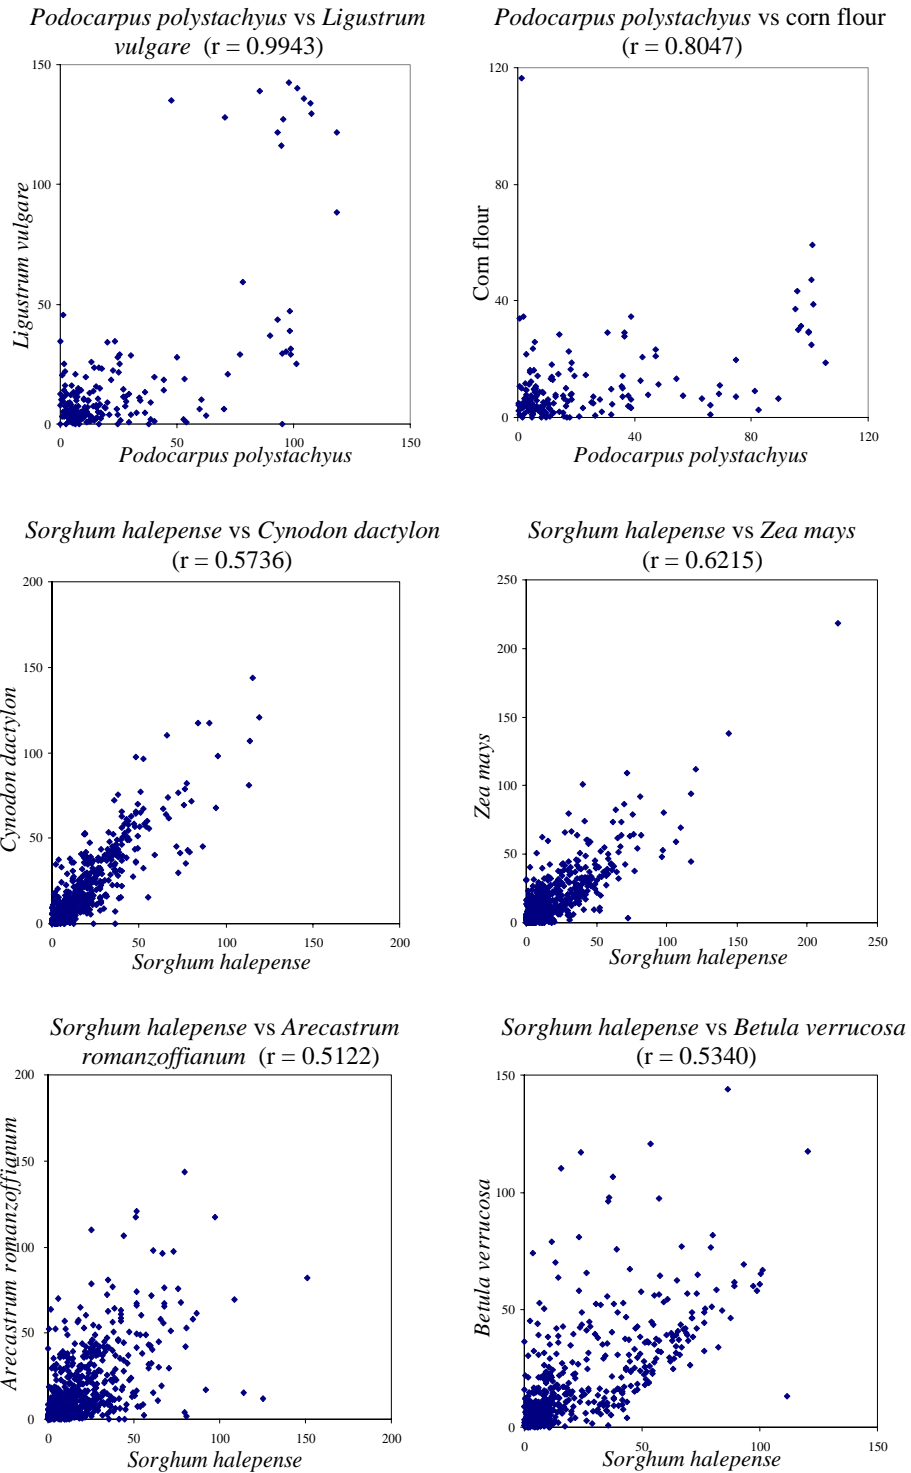 Podocarpus polystachyus vs Ligustrum
vulgare (r = 0.9943)
150
100
50
0
Ligustrum vulgare
0 50 100 150
Podocarpus polystachyus
Podocarpus polystachyus vs corn flour
(r = 0.8047)
120
80
40
0
Corn flour
0 40 80 120
Podocarpus polystachyus
Sorghum halepense vs Cynodon dactylon
(r = 0.5736)
200
150
100
50
0
Cynodon dactylon
0 50 100 150 200
Sorghum halepense
Sorghum halepense vs Zea mays
(r = 0.6215)
250
200
150
100
50
0
Zea mays
0 50 100 150 200 250
Sorghum halepense
Sorghum halepense vs Arecastrum
romanzoffianum (r = 0.5122)
200
150
100
50
0
Arecastrum romanzoffianum
0 50 100 150 200
Sorghum halepense
Sorghum halepense vs Betula verrucosa
(r = 0.5340)
150
100
50
0
Betula verrucosa
0 50 100 150
Sorghum halepense